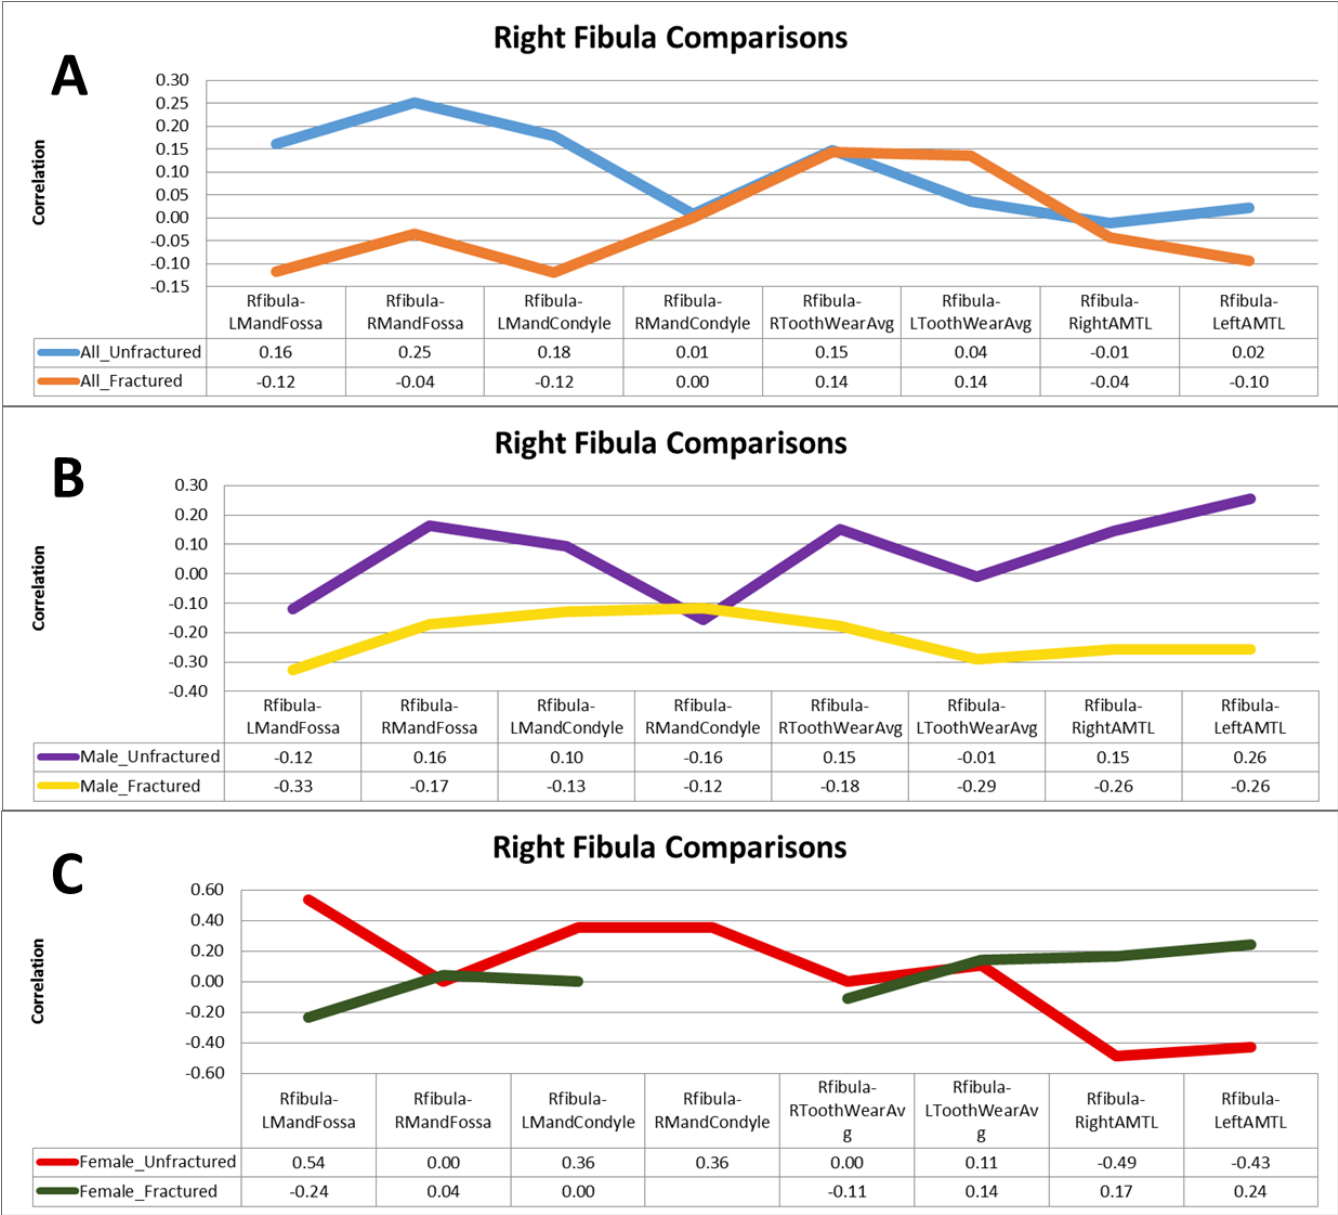 A
Right Fibula Comparisons
Correlation
0.30
0.25
0.20
0.15
0.10
0.05
0.00
-0.05
-0.10
-0.15
Rfibula- Rfibula- Rfibula- Rfibula- Rfibula- Rfibula- Rfibula- Rfibula-
LMandFossa RMandFossa LMandCondyle RMandCondyle RToothWearAvg LToothWearAvg RightAMTL LeftAMTL
All_Unfractured 0.16 0.25 0.18 0.01 0.15 0.04 -0.01 0.02
All_Fractured -0.12 -0.04 -0.12 0.00 0.14 0.14 -0.04 -0.10
B
Right Fibula Comparisons
Correlation
0.30
0.20
0.10
0.00
-0.10
-0.20
-0.30
-0.40
Rfibula- Rfibula- Rfibula- Rfibula- Rfibula- Rfibula- Rfibula- Rfibula-
LMandFossa RMandFossa LMandCondyle RMandCondyle RToothWearAvg LToothWearAvg RightAMTL LeftAMTL
Male_Unfractured -0.12 0.16 0.10 -0.16 0.15 -0.01 0.15 0.26
Male_Fractured -0.33 -0.17 -0.13 -0.12 -0.18 -0.29 -0.26 -0.26
C
Right Fibula Comparisons
Correlation
0.60
0.40
0.20
0.00
-0.20
-0.40
-0.60
Rfibula- Rfibula- Rfibula- Rfibula- Rfibula- Rfibula- Rfibula- Rfibula-
LMandFossa RMandFossa LMandCondyle RMandCondyle RToothWearAv LToothWearAv RightAMTL LeftAMTL
g g
Female_Unfractured 0.54 0.00 0.36 0.36 0.00 0.11 -0.49 -0.43
Female_Fractured -0.24 0.04 0.00 -0.11 0.14 0.17 0.24